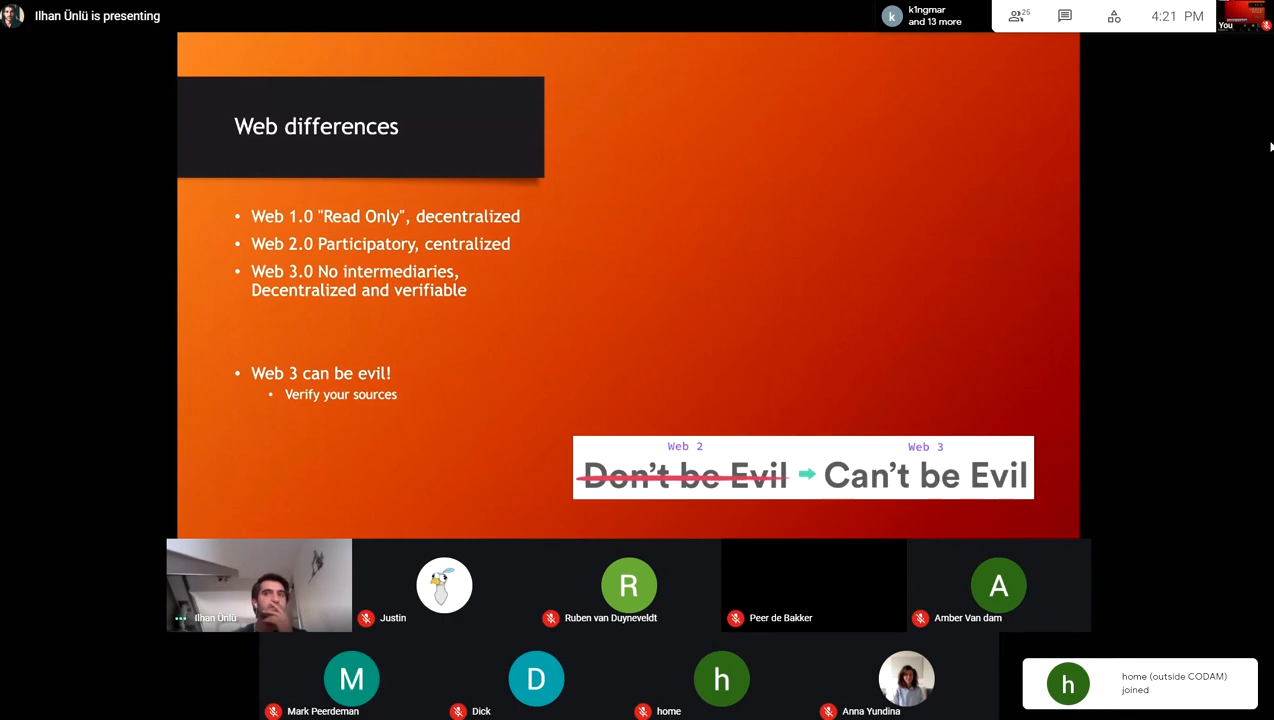 Ilhan Ünlü is presenting
k
k1ngmar
and 13 more
25
4:21 PM
You
Web differences
• Web 1.0 "Read Only", decentralized
• Web 2.0 Participatory, centralized
• Web 3.0 No intermediaries,
Decentralized and verifiable
• Web 3 can be evil!
• Verify your sources
Web 2
Web 3
Don't be Evil
Can't be Evil
Ilhan Ünlü
Justin
R
Ruben van Duyneveldt
Peer de Bakker
A
Amber Van dam
M
Mark Peerdeman
D
Dick
h
home
Anna Yundina
h
home (outside CODAM)
joined